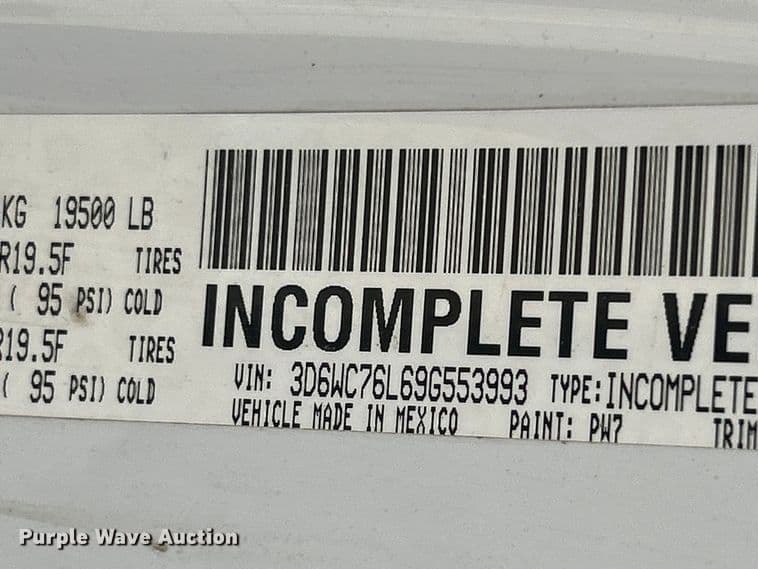 KG 19500 LB
R19.5F TIRES
( 95 PSI) COLD
R19.5F TIRES
( 95 PSI) COLD
INCOMPLETE VE
VIN: 3D6WC76L69G553993 TYPE: INCOMPLETE
VEHICLE MADE IN MEXICO PAINT: PW7 TRIM
Purple Wave Auction